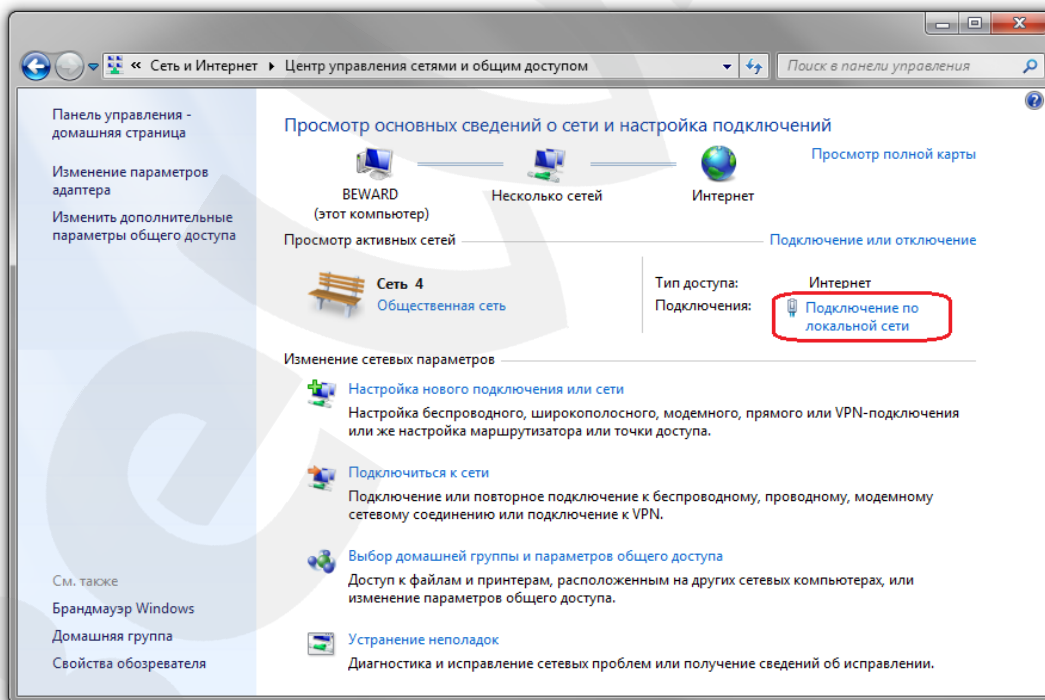 « Сеть и Интернет ▸ Центр управления сетями и общим доступом
Поиск в панели управления
Панель управления -
домашняя страница
Изменение параметров
адаптера
Изменить дополнительные
параметры общего доступа
Просмотр основных сведений о сети и настройка подключений
Просмотр полной карты
BEWARD
(этот компьютер)
Несколько сетей
Интернет
Просмотр активных сетей
Подключение или отключение
Сеть 4
Общественная сеть
Тип доступа: Интернет
Подключения: Подключение по
локальной сети
Изменение сетевых параметров
Настройка нового подключения или сети
Настройка беспроводного, широкополосного, модемного, прямого или VPN-подключения
или же настройка маршрутизатора или точки доступа.
Подключиться к сети
Подключение или повторное подключение к беспроводному, проводному, модемному
сетевому соединению или подключение к VPN.
Выбор домашней группы и параметров общего доступа
Доступ к файлам и принтерам, расположенным на других сетевых компьютерах, или
изменение параметров общего доступа.
Устранение неполадок
Диагностика и исправление сетевых проблем или получение сведений об исправлении.
См. также
Брандмауэр Windows
Домашняя группа
Свойства обозревателя